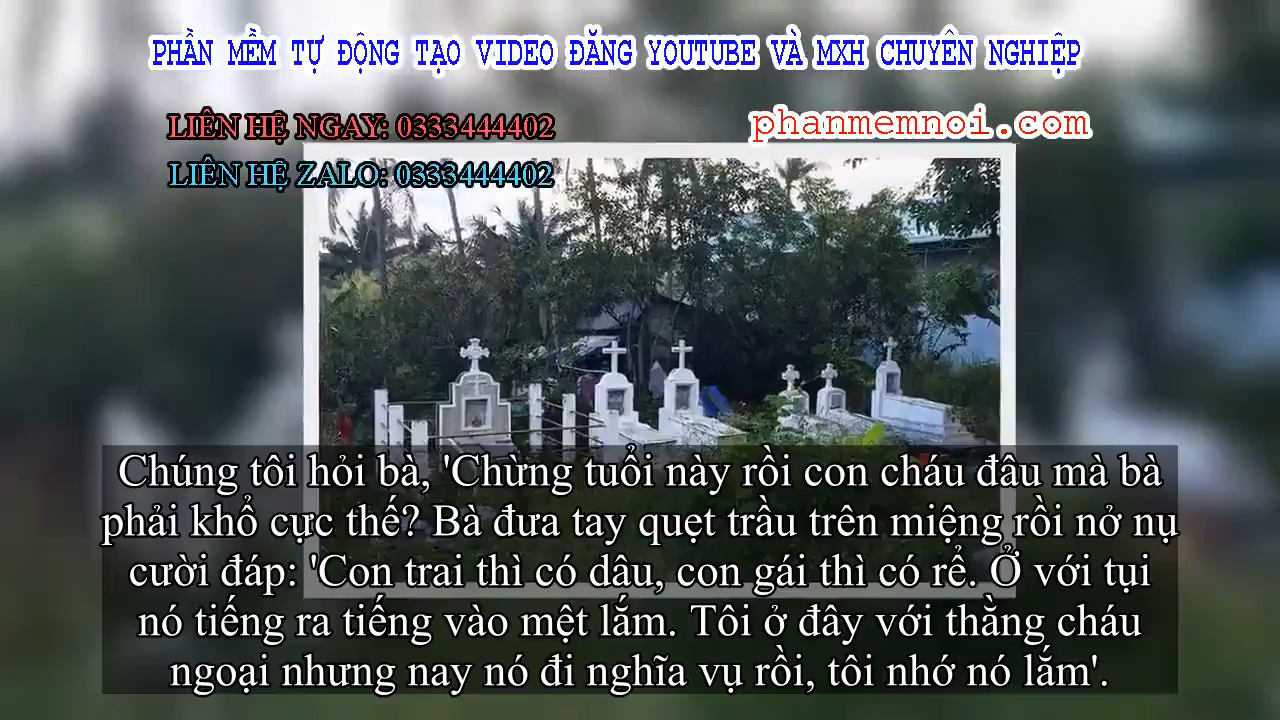 PHẦN MỀM TỰ ĐỘNG TẠO VIDEO ĐĂNG YOUTUBE VÀ MXH CHUYÊN NGHIỆP
LIÊN HỆ NGAY: 0333444402
phanmemnoi.com
LIÊN HỆ ZALO: 0333444402
Chúng tôi hỏi bà, 'Chừng tuổi này rồi con cháu đâu mà bà
phải khổ cực thế? Bà đưa tay quẹt trầu trên miệng rồi nở nụ
cười đáp: 'Con trai thì có dâu, con gái thì có rể. Ở với tụi
nó tiếng ra tiếng vào mệt lắm. Tôi ở đây với thằng cháu
ngoại nhưng nay nó đi nghĩa vụ rồi, tôi nhớ nó lắm'.